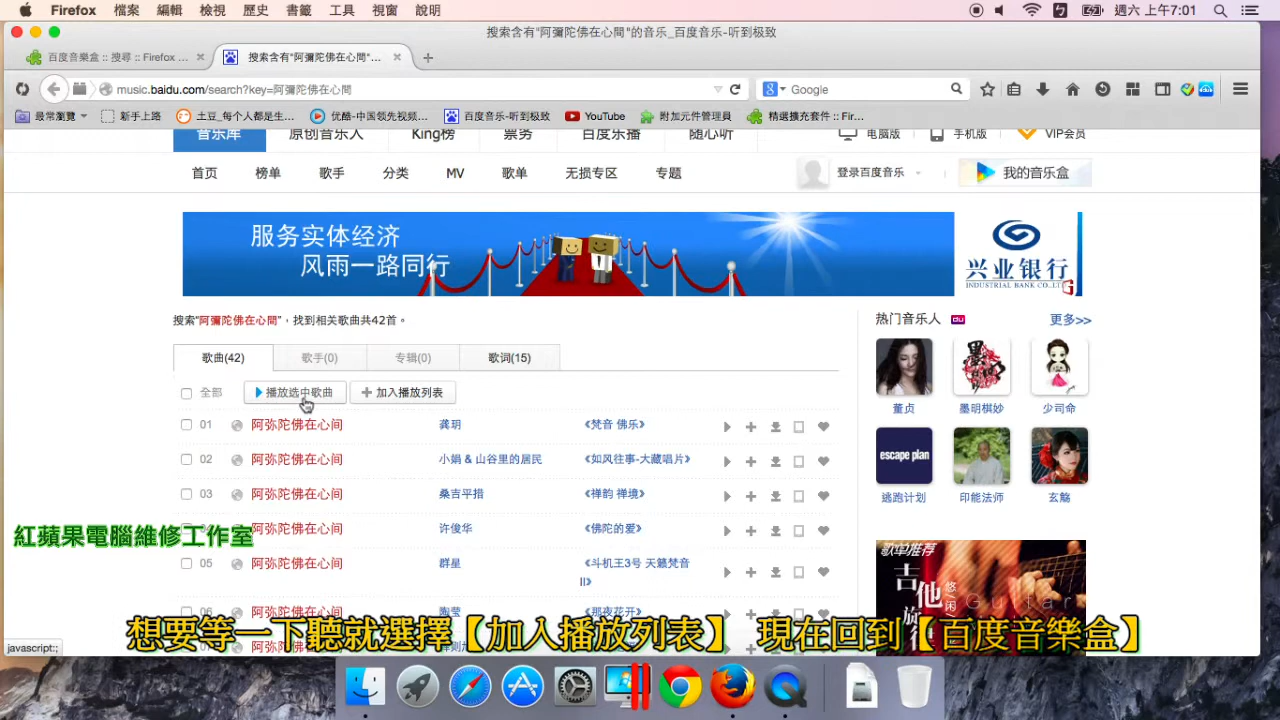 Firefox 檔案 編輯 檢視 歷史 書籤 工具 視窗 說明 週六 上午7:01
搜索含有"阿彌陀佛在心間"的音乐_百度音乐-听到极致
百度音樂盒 :: 搜尋 :: Firefox ... 搜索含有"阿彌陀佛在心間"...
music.baidu.com/search?key=阿彌陀佛在心間 Google
最常瀏覽 新手上路 土豆_每个人都是生... 优酷-中国领先视频... 百度音乐-听到极致 YouTube 附加元件管理員 精選擴充套件 :: Fir...
音乐库 原创音乐人 King榜 票务 百度乐播 随心听 电脑版 手机版 VIP会员
首页 榜单 歌手 分类 MV 歌单 无损专区 专题 登录百度音乐 我的音乐盒
服务实体经济
风雨一路同行
兴业银行
INDUSTRIAL BANK CO.,LTD
搜索"阿彌陀佛在心間"，找到相关歌曲共42首。
热门音乐人 du 更多>>
歌曲(42) 歌手(0) 专辑(0) 歌词(15)
全部 播放选中歌曲 加入播放列表
董贞 墨明棋妙 少司命
01 阿弥陀佛在心间 龚玥 《梵音 佛乐》
02 阿弥陀佛在心间 小娟 & 山谷里的居民 《如风往事-大藏唱片》
escape plan
03 阿弥陀佛在心间 桑吉平措 《禅韵 禅境》
逃跑计划 印能法师 玄觞
阿弥陀佛在心间 许俊华 《佛陀的爱》
紅蘋果電腦維修工作室
05 阿弥陀佛在心间 群星 《斗机王3号 天籁梵音
II》
歌单推荐
吉他
悠闲
Guitar
06 阿弥陀佛在心间 陶莹 《那夜花开》
想要等一下聽就選擇【加入播放列表】 現在回到【百度音樂盒】
javascript:;